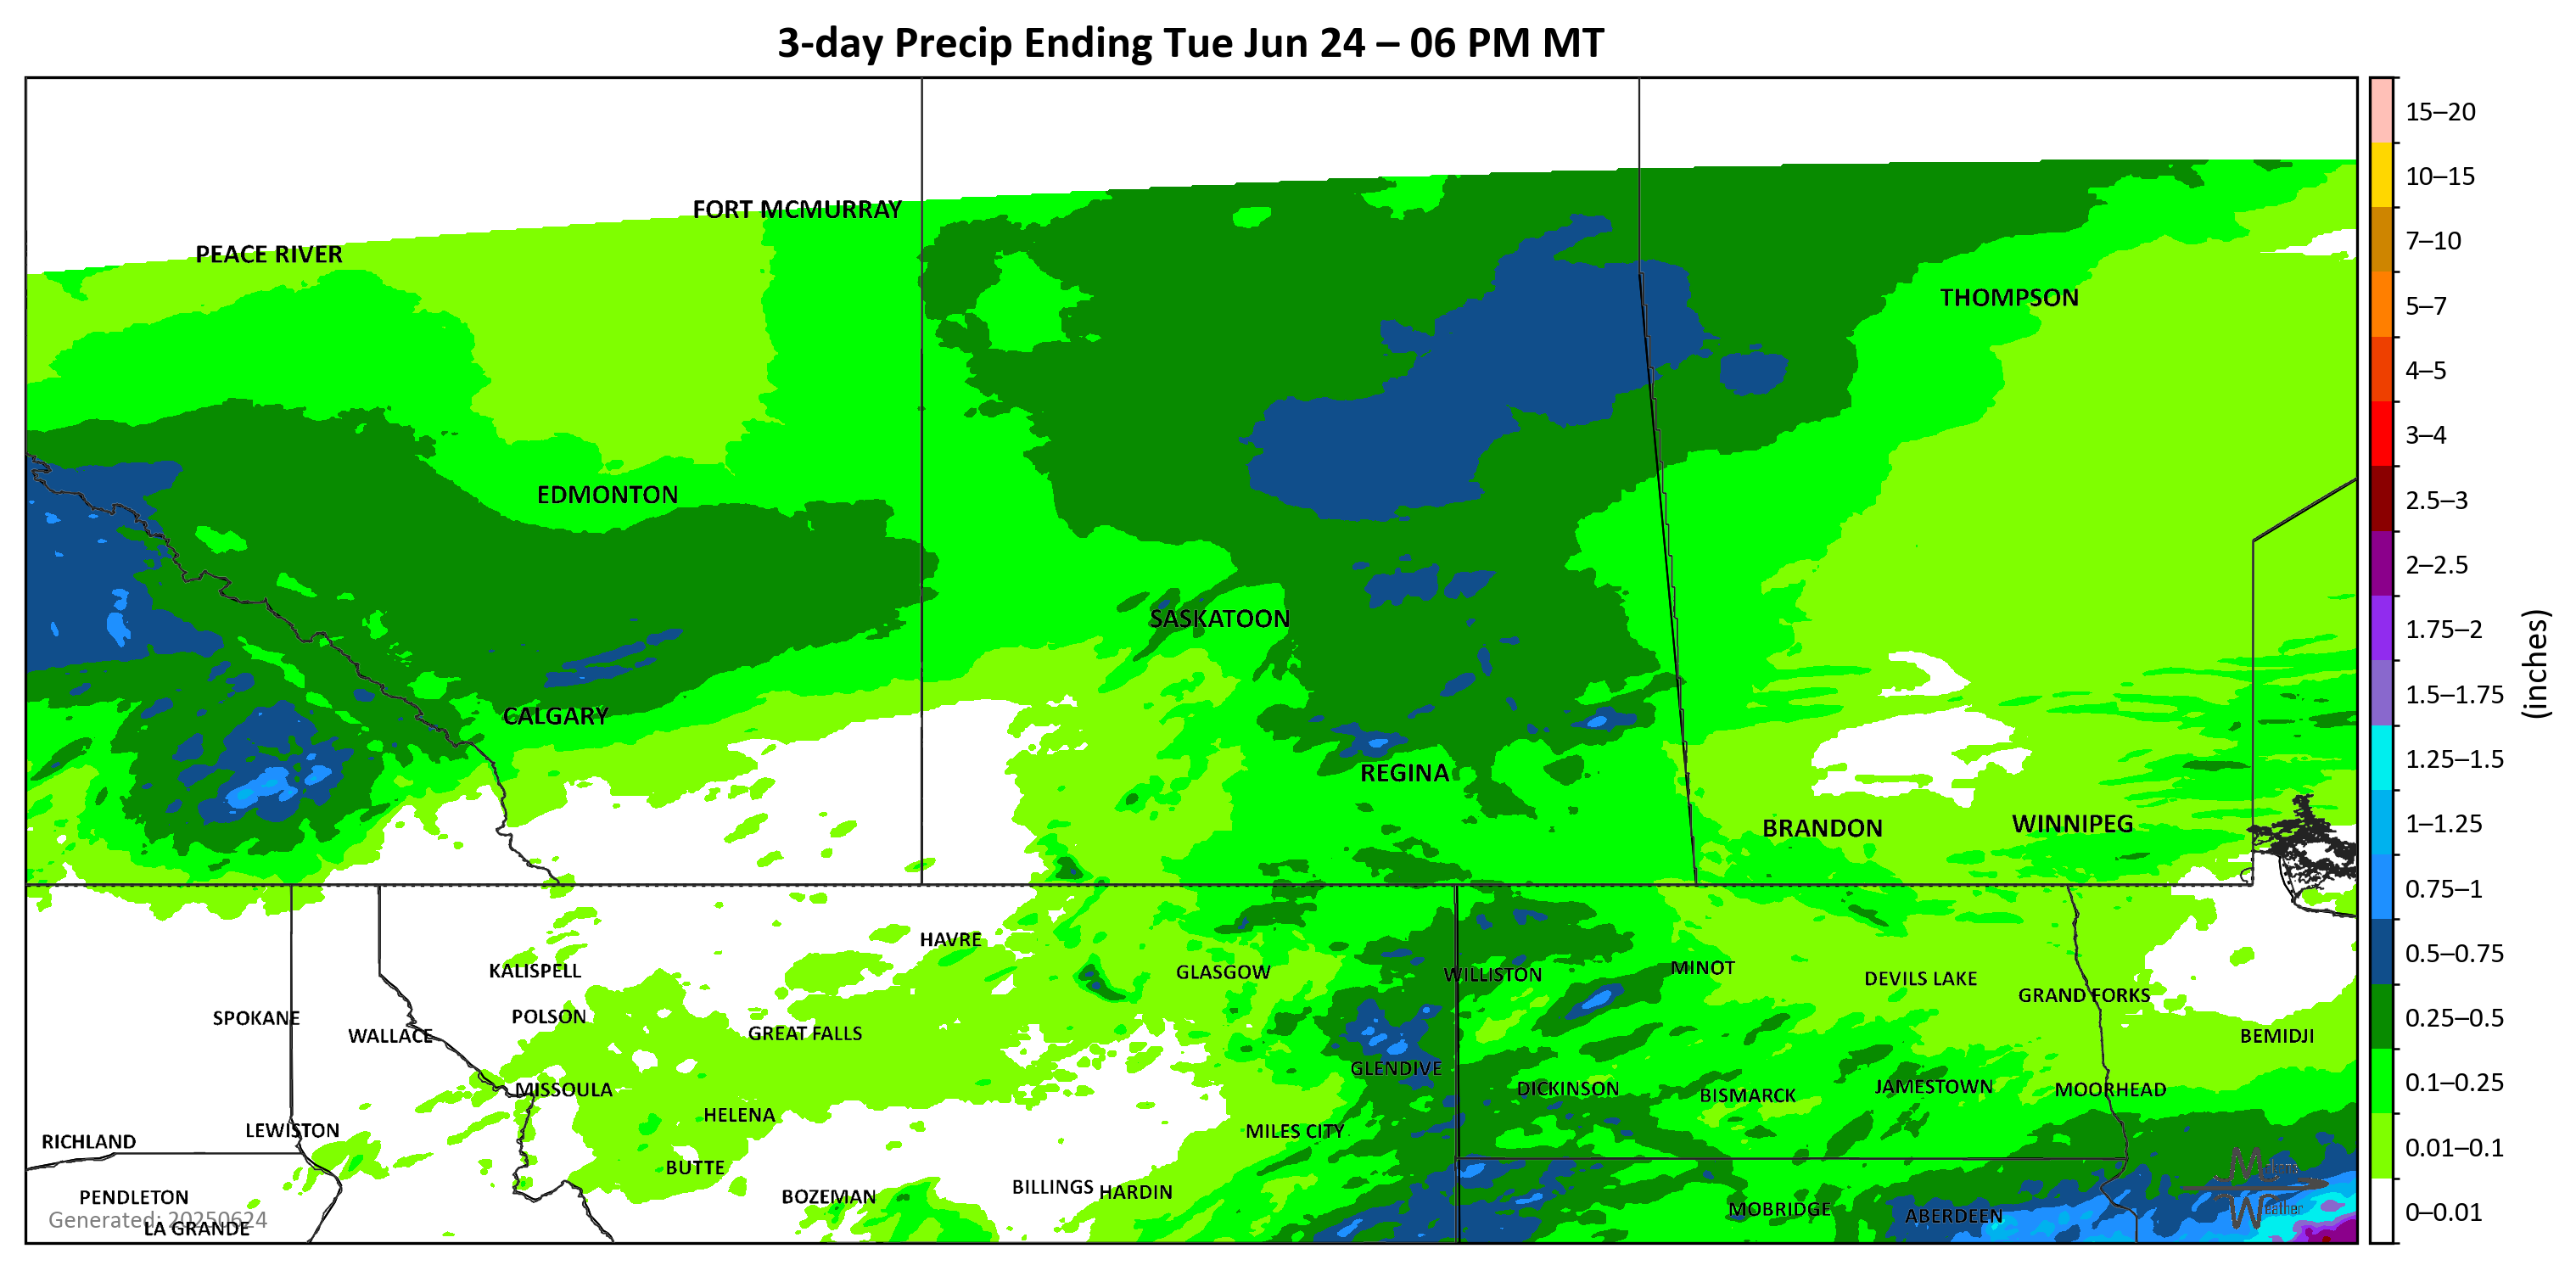 3-day Precip Ending Tue Jun 24 – 06 PM MT
15–20
10–15
7–10
5–7
4–5
3–4
2.5–3
2–2.5
1.75–2
1.5–1.75
1.25–1.5
1–1.25
0.75–1
0.5–0.75
0.25–0.5
0.1–0.25
0.01–0.1
0–0.01
(inches)
FORT MCMURRAY
PEACE RIVER
THOMPSON
EDMONTON
SASKATOON
CALGARY
REGINA
BRANDON
WINNIPEG
HAVRE
KALISPELL
GLASGOW
WILLISTON
MINOT
DEVILS LAKE
GRAND FORKS
SPOKANE
POLSON
WALLACE
GREAT FALLS
BEMIDJI
GLENDIVE
MISSOULA
DICKINSON
BISMARCK
JAMESTOWN
MOORHEAD
HELENA
LEWISTON
RICHLAND
MILES CITY
BUTTE
PENDLETON
BOZEMAN
BILLINGS
HARDIN
MOBRIDGE
ABERDEEN
Generated: 20250624
LA GRANDE
Weather